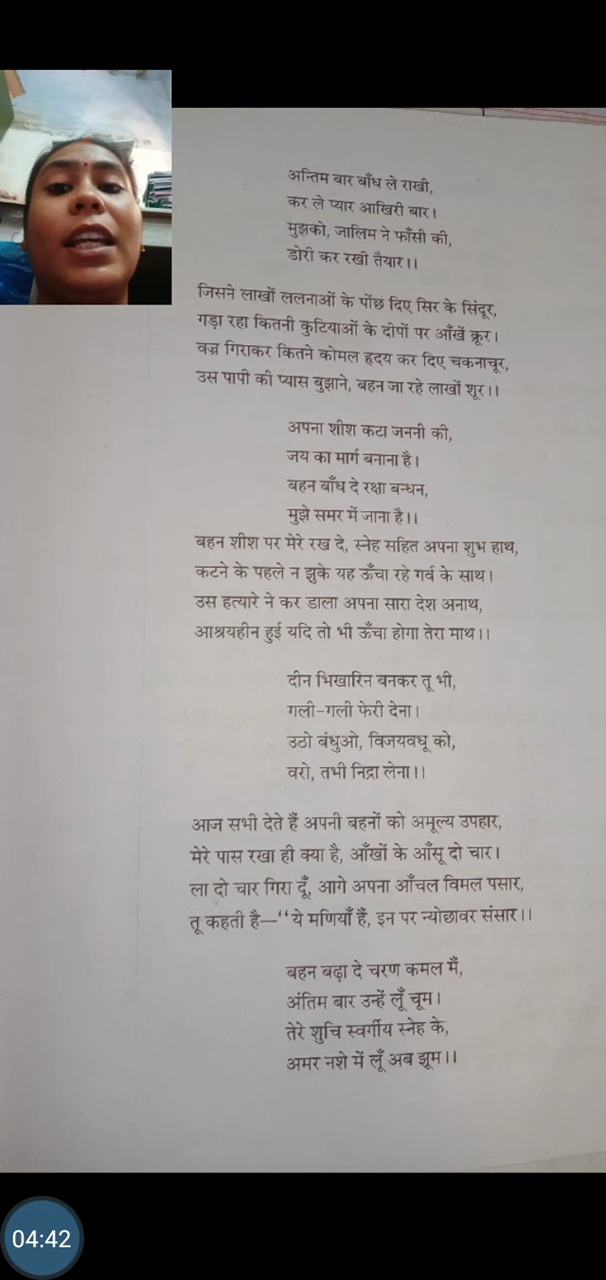 अन्तिम बार बाँध ले राखी,
कर ले प्यार आखिरी बार।
मुझको, जालिम ने फाँसी की,
डोरी कर रखी तैयार।।
जिसने लाखों ललनाओं के पोंछ दिए सिर के सिंदूर,
गड़ा रहा कितनी कुटियाओं के दीपों पर आँखें क्रूर।
वज्र गिराकर कितने कोमल हृदय कर दिए चकनाचूर,
उस पापी की प्यास बुझाने, बहन जा रहे लाखों शूर।।
अपना शीश कटा जननी की,
जय का मार्ग बनाना है।
बहन बाँध दे रक्षा बन्धन,
मुझे समर में जाना है।।
बहन शीश पर मेरे रख दे, स्नेह सहित अपना शुभ हाथ,
कटने के पहले न झुके यह ऊँचा रहे गर्व के साथ।
उस हत्यारे ने कर डाला अपना सारा देश अनाथ,
आश्रयहीन हुई यदि तो भी ऊँचा होगा तेरा माथ।।
दीन भिखारिन बनकर तू भी,
गली-गली फेरी देना।
उठो बंधुओ, विजयवधू को,
वरो, तभी निद्रा लेना।।
आज सभी देते हैं अपनी बहनों को अमूल्य उपहार,
मेरे पास रखा ही क्या है, आँखों के आँसू दो चार।
ला दो चार गिरा दूँ, आगे अपना आँचल विमल पसार,
तू कहती है—“ये मणियाँ हैं, इन पर न्योछावर संसार।।
बहन बढ़ा दे चरण कमल मैं,
अंतिम बार उन्हें लूँ चूम।
तेरे शुचि स्वर्गीय स्नेह के,
अमर नशे में लूँ अब झूम।।
04:42